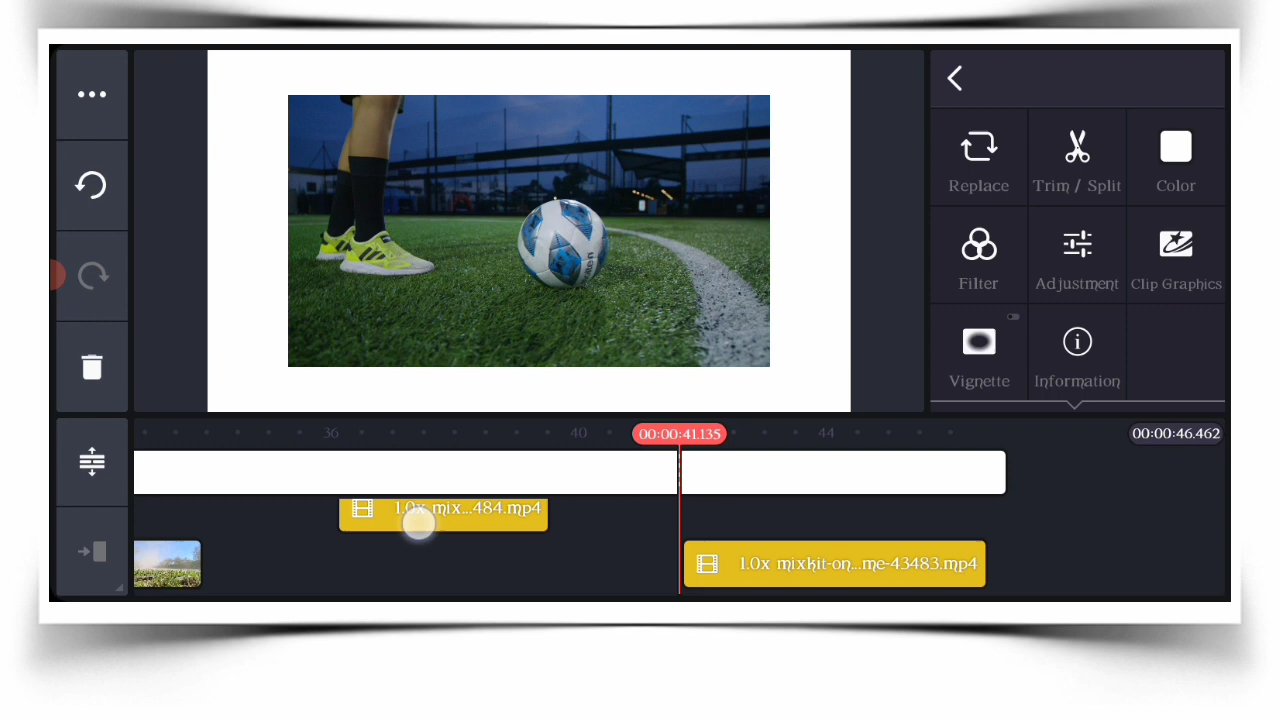 Replace
Trim / Split
Color
Filter
Adjustment
Clip Graphics
Vignette
Information
36
40
00:00:41.135
44
00:00:46.462
1.0x mix...484.mp4
1.0x mixkit-on...me-43483.mp4